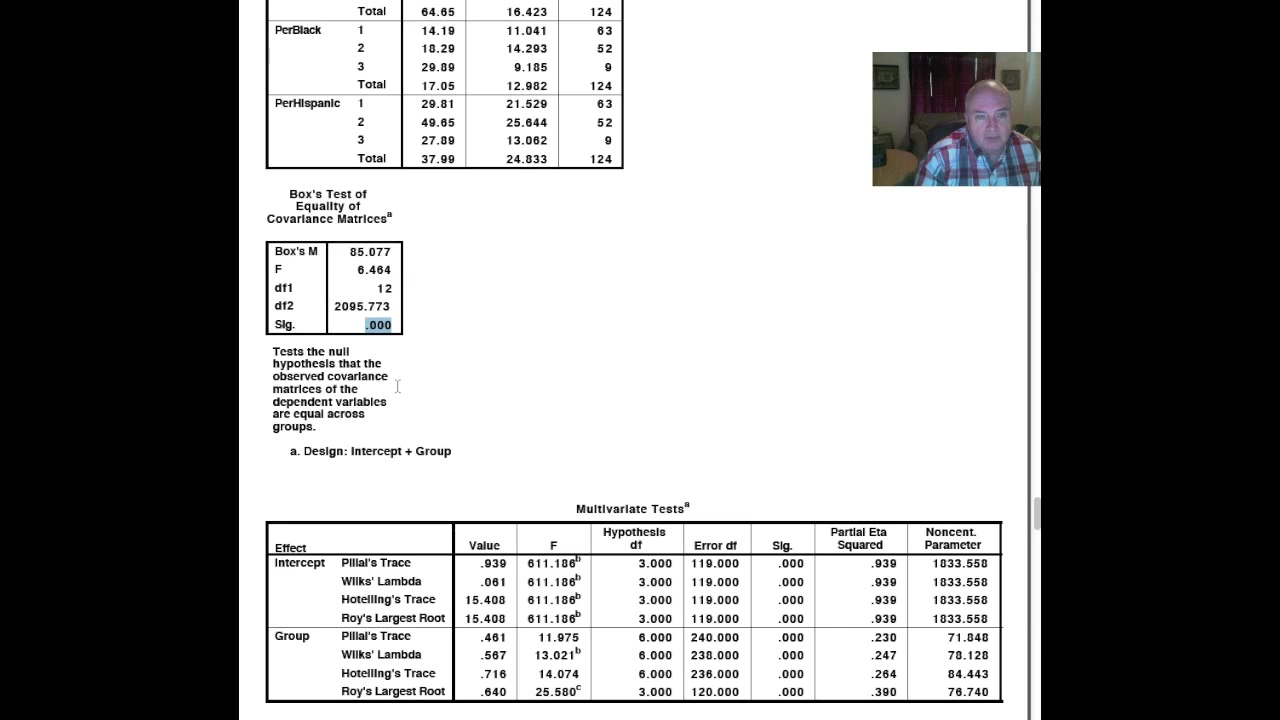 Total 64.65 16.423 124
PerBlack 1 14.19 11.041 63
2 18.29 14.293 52
3 29.89 9.185 9
Total 17.05 12.982 124
PerHispanic 1 29.81 21.529 63
2 49.65 25.644 52
3 27.89 13.062 9
Total 37.99 24.833 124
Box's Test of
Equality of
Covariance Matrices a
Box's M 85.077
F 6.464
df1 12
df2 2095.773
Sig. .000
Tests the null
hypothesis that the
observed covariance
matrices of the
dependent variables
are equal across
groups.
a. Design: Intercept + Group
Multivariate Tests a
Effect Value F Hypothesis df Error df Sig. Partial Eta Squared Noncent. Parameter
Intercept Pillai's Trace .939 611.186 b 3.000 119.000 .000 .939 1833.558
Wilks' Lambda .061 611.186 b 3.000 119.000 .000 .939 1833.558
Hotelling's Trace 15.408 611.186 b 3.000 119.000 .000 .939 1833.558
Roy's Largest Root 15.408 611.186 b 3.000 119.000 .000 .939 1833.558
Group Pillai's Trace .461 11.975 6.000 240.000 .000 .230 71.848
Wilks' Lambda .567 13.021 b 6.000 238.000 .000 .247 78.128
Hotelling's Trace .716 14.074 6.000 236.000 .000 .264 84.443
Roy's Largest Root .640 25.580 c 3.000 120.000 .000 .390 76.740